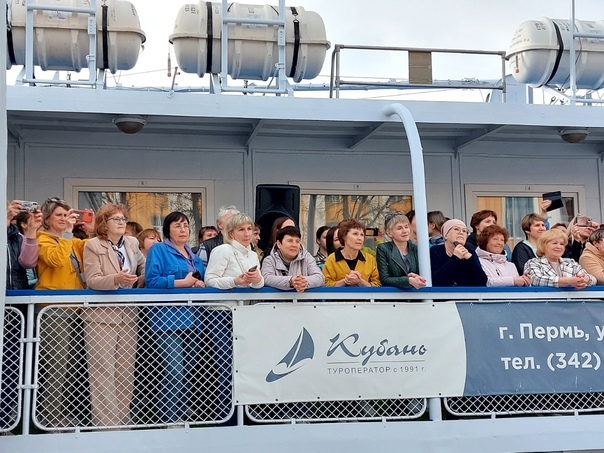 Кубань
ТУРОПЕРАТОР с 1991 г.
г. Пермь, у
тел. (342)